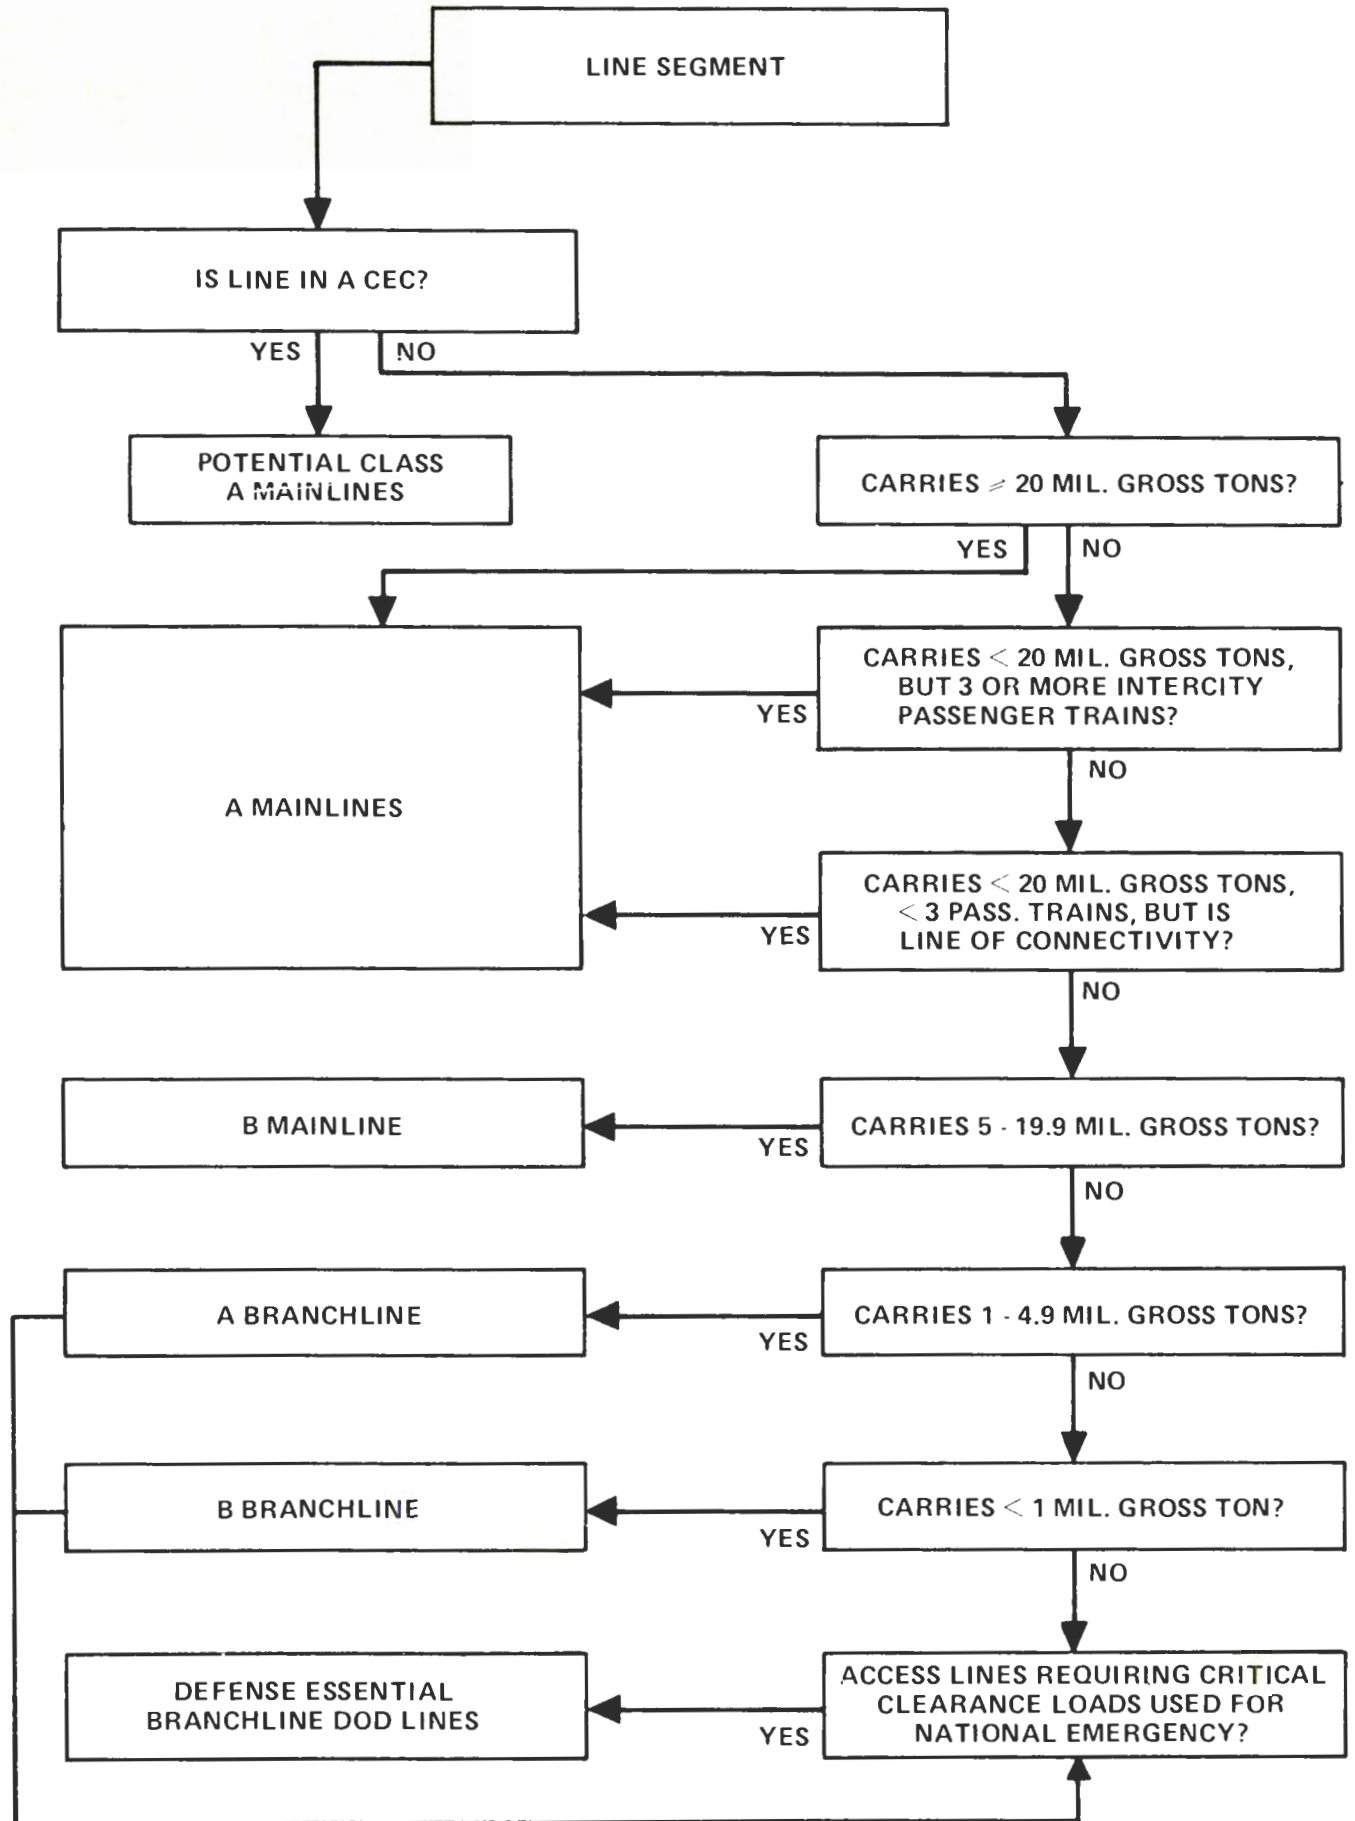 LINE SEGMENT
IS LINE IN A CEC?
YES
NO
POTENTIAL CLASS
A MAINLINES
CARRIES ⩾ 20 MIL. GROSS TONS?
YES
NO
CARRIES < 20 MIL. GROSS TONS,
BUT 3 OR MORE INTERCITY
PASSENGER TRAINS?
YES
NO
A MAINLINES
CARRIES < 20 MIL. GROSS TONS,
< 3 PASS. TRAINS, BUT IS
LINE OF CONNECTIVITY?
YES
NO
B MAINLINE
CARRIES 5 - 19.9 MIL. GROSS TONS?
YES
NO
A BRANCHLINE
CARRIES 1 - 4.9 MIL. GROSS TONS?
YES
NO
B BRANCHLINE
CARRIES < 1 MIL. GROSS TON?
YES
NO
DEFENSE ESSENTIAL
BRANCHLINE DOD LINES
ACCESS LINES REQUIRING CRITICAL
CLEARANCE LOADS USED FOR
NATIONAL EMERGENCY?
YES